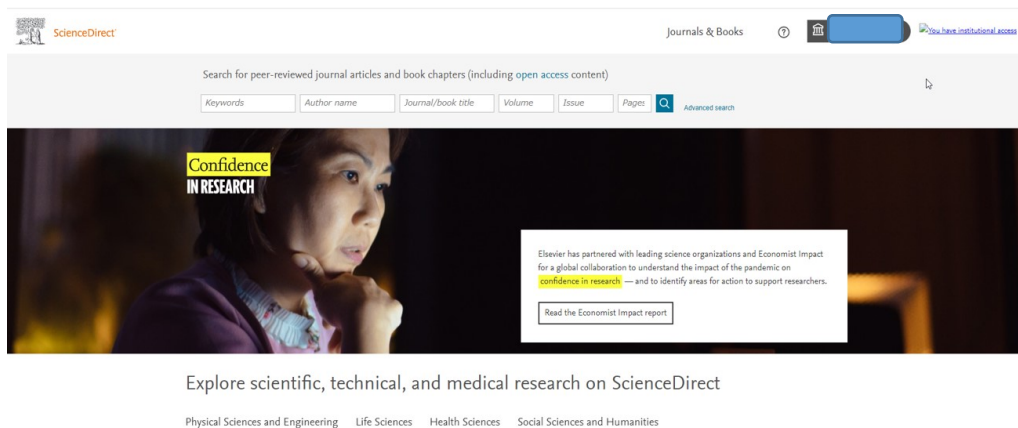 ScienceDirect
Journals & Books
?
You have institutional access
Search for peer-reviewed journal articles and book chapters (including open access content)
Keywords
Author name
Journal/book title
Volume
Issue
Pages
Advanced search
Confidence
IN RESEARCH
Elsevier has partnered with leading science organizations and Economist Impact
for a global collaboration to understand the impact of the pandemic on
confidence in research — and to identify areas for action to support researchers.
Read the Economist Impact report
Explore scientific, technical, and medical research on ScienceDirect
Physical Sciences and Engineering Life Sciences Health Sciences Social Sciences and Humanities